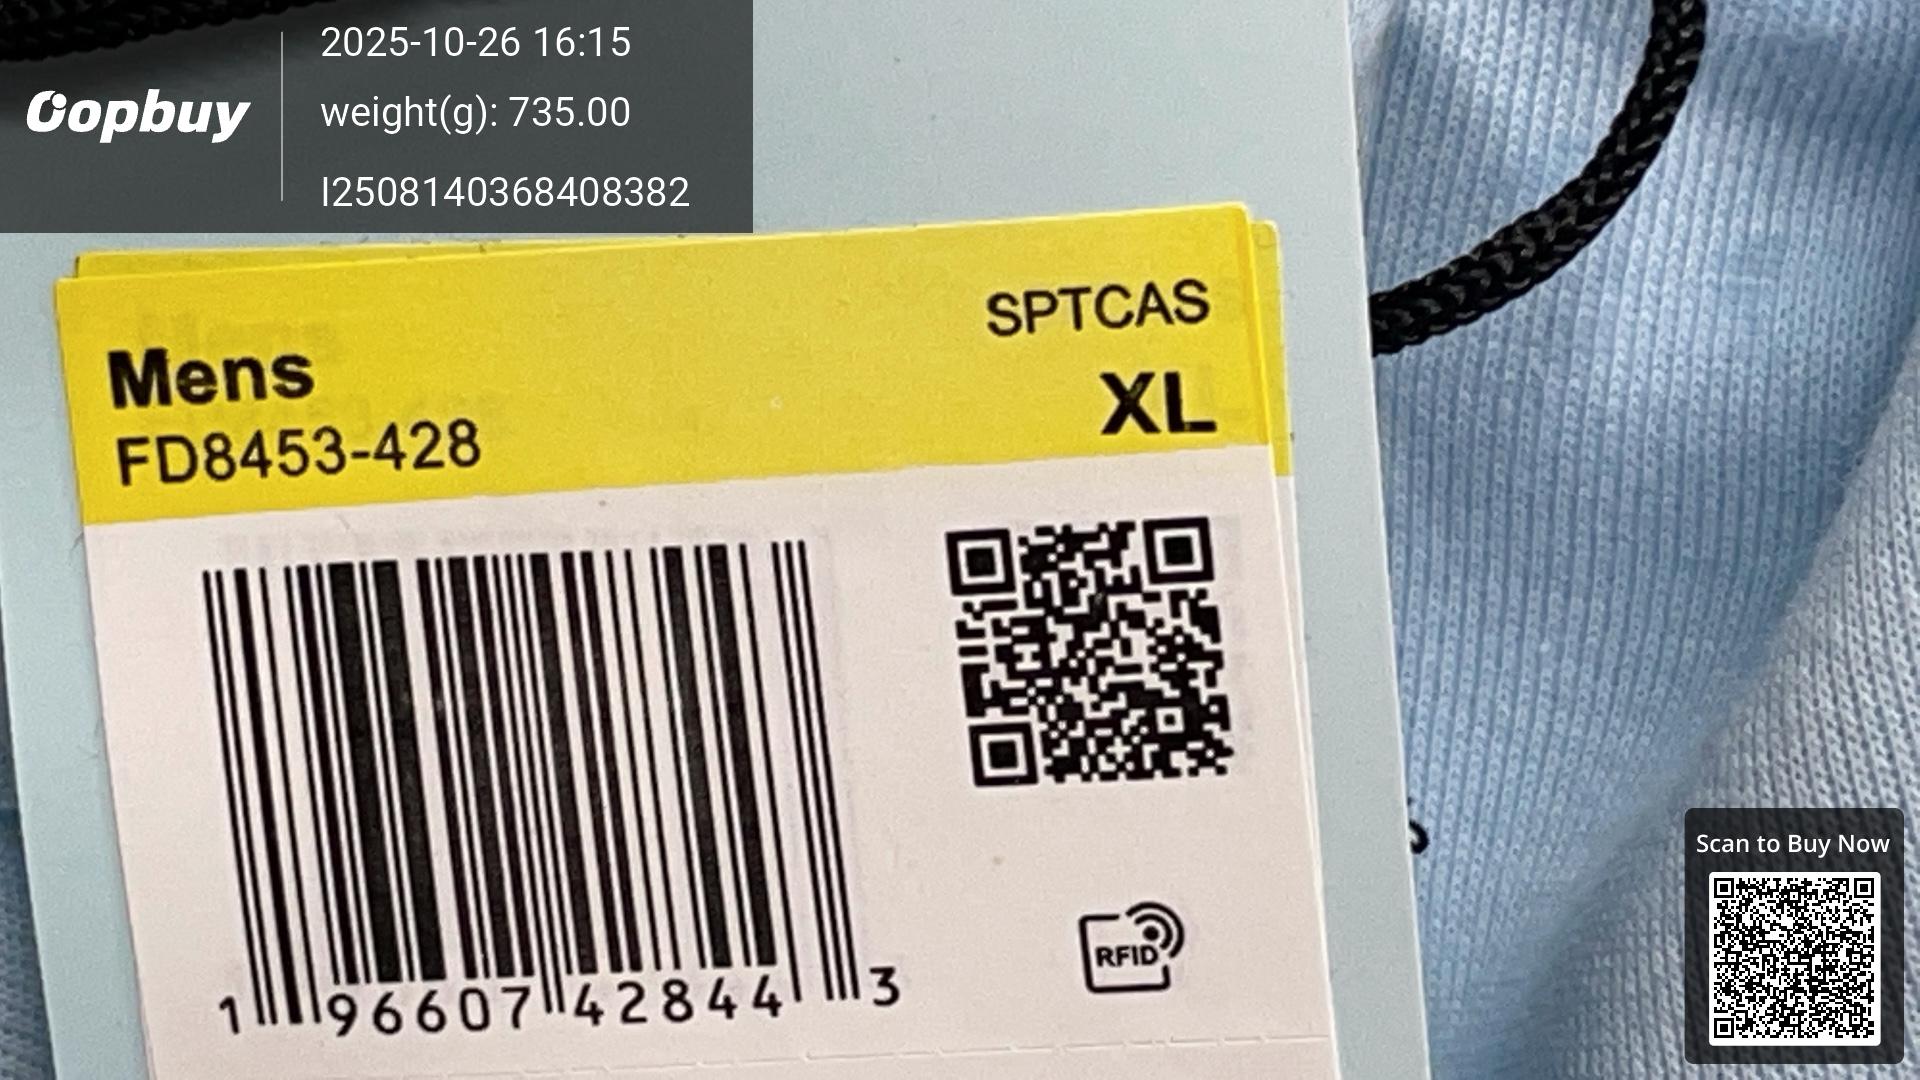 2025-10-26 16:15
oopbuy
weight(g): 735.00
I2508140368408382
SPTCAS
Mens
XL
FD8453-428
1 96607 42844 3
RFID
Scan to Buy Now